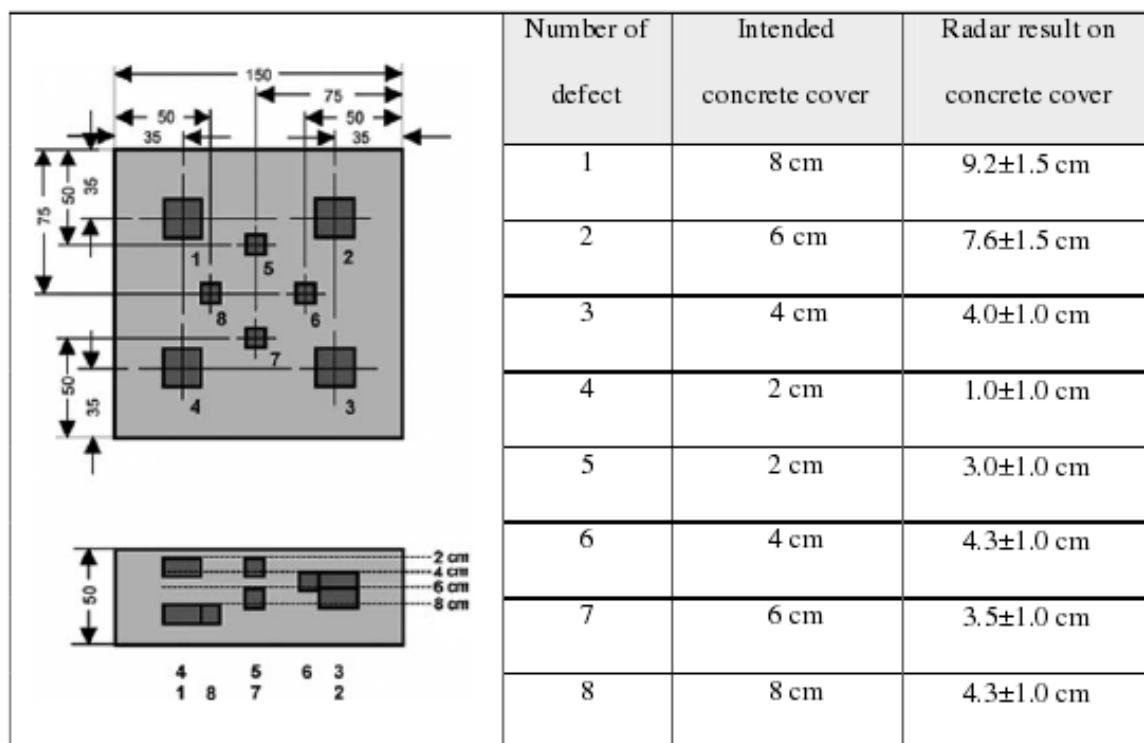 150
75
50
50
35
35
75
50
35
1
2
5
8
6
7
50
35
4
3
50
2 cm
4 cm
6 cm
8 cm
4 5 6 3
1 8 7 2
Number of defect Intended concrete cover Radar result on concrete cover
1 8 cm 9.2±1.5 cm
2 6 cm 7.6±1.5 cm
3 4 cm 4.0±1.0 cm
4 2 cm 1.0±1.0 cm
5 2 cm 3.0±1.0 cm
6 4 cm 4.3±1.0 cm
7 6 cm 3.5±1.0 cm
8 8 cm 4.3±1.0 cm